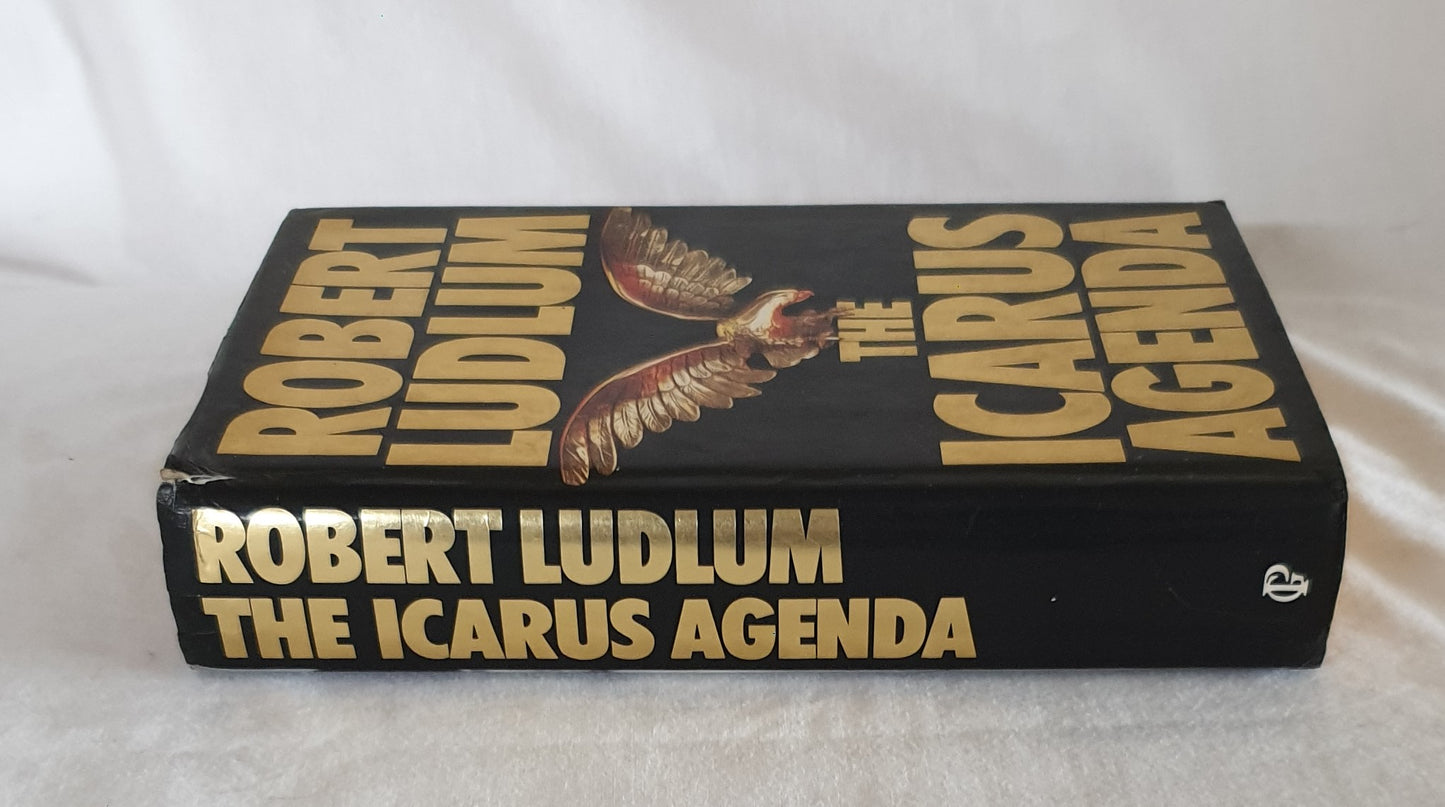 ROBERT
LUDLUM
THE
ICARUS
AGENDA
ROBERT LUDLUM
THE ICARUS AGENDA